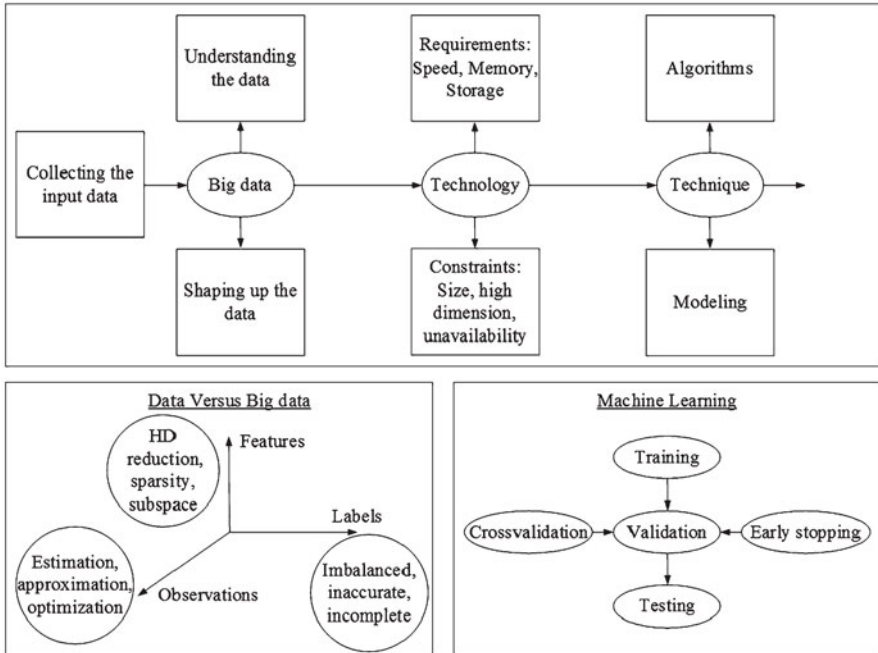 Understanding
the data
Requirements:
Speed, Memory,
Storage
Algorithms
Collecting the
input data
Big data
Technology
Technique
Shaping up the
data
Constraints:
Size, high
dimension,
unavailability
Modeling
Data Versus Big data
HD
reduction,
sparsity,
subspace
Features
Labels
Observations
Estimation,
approximation,
optimization
Imbalanced,
inaccurate,
incomplete
Machine Learning
Training
Crossvalidation
Validation
Early stopping
Testing